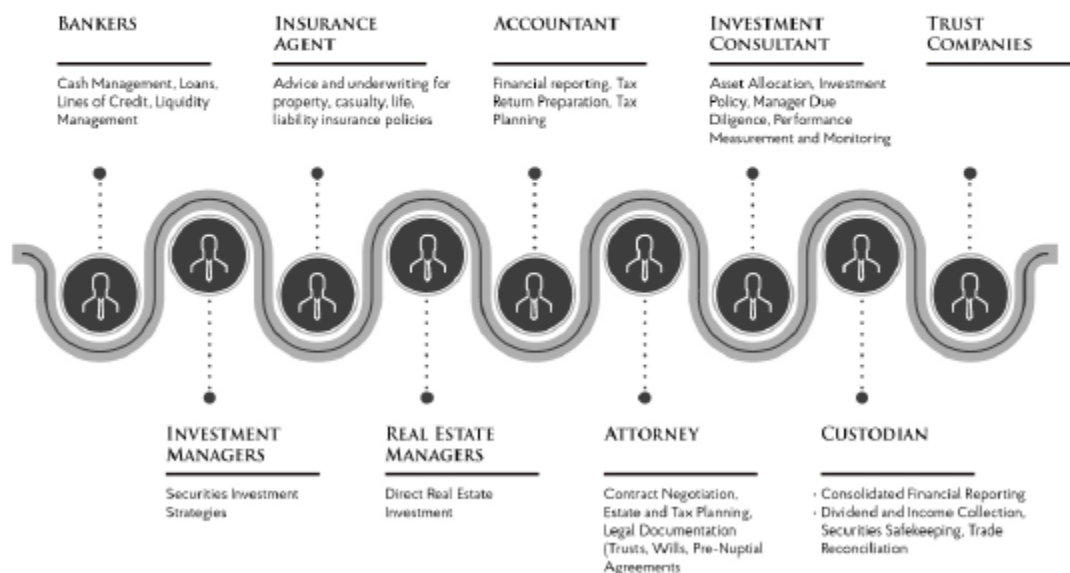 BANKERS
Cash Management, Loans,
Lines of Credit, Liquidity
Management
INSURANCE
AGENT
Advice and underwriting for
property, casualty, life,
liability insurance policies
ACCOUNTANT
Financial reporting, Tax
Return Preparation, Tax
Planning
INVESTMENT
CONSULTANT
Asset Allocation, Investment
Policy, Manager Due
Diligence, Performance
Measurement and Monitoring
TRUST
COMPANIES
INVESTMENT
MANAGERS
Securities Investment
Strategies
REAL ESTATE
MANAGERS
Direct Real Estate
Investment
ATTORNEY
Contract Negotiation,
Estate and Tax Planning,
Legal Documentation
(Trusts, Wills, Pre-Nuptial
Agreements
CUSTODIAN
· Consolidated Financial Reporting
· Dividend and Income Collection,
Securities Safekeeping, Trade
Reconciliation